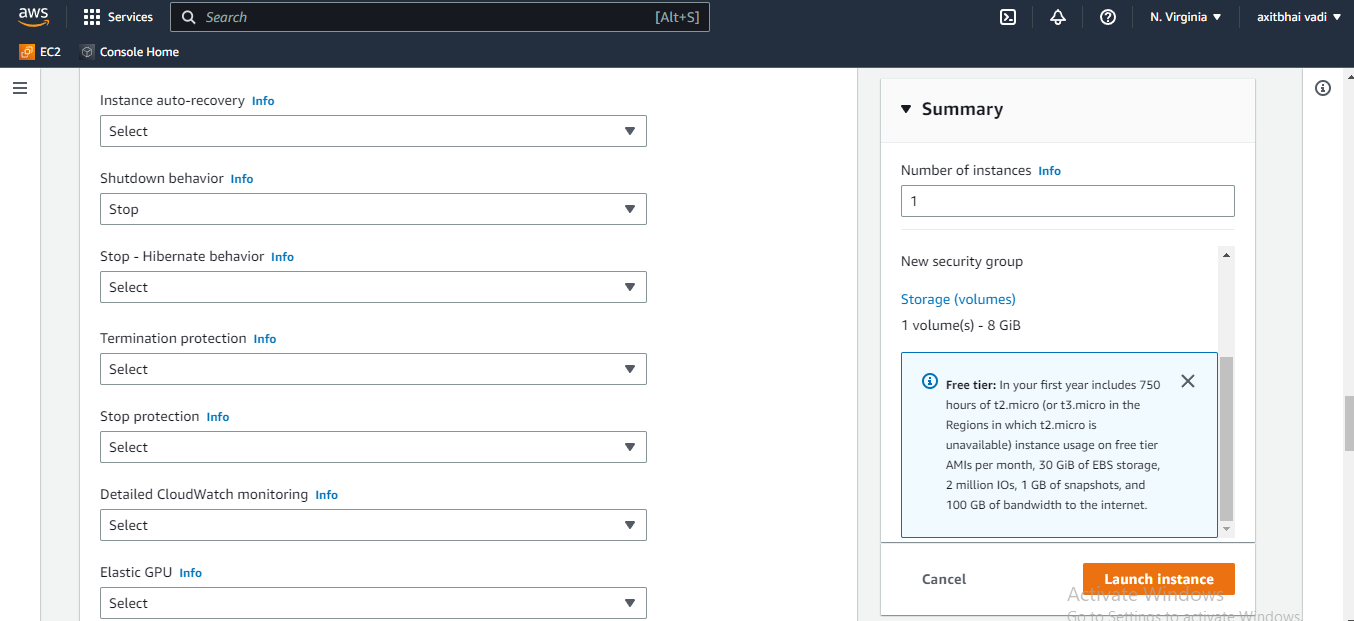 aws
Services
Search [Alt+S]
N. Virginia
axitbhai vadi
EC2
Console Home
Instance auto-recovery Info
Select
Shutdown behavior Info
Stop
Stop - Hibernate behavior Info
Select
Termination protection Info
Select
Stop protection Info
Select
Detailed CloudWatch monitoring Info
Select
Elastic GPU Info
Select
Summary
Number of instances Info
1
New security group
Storage (volumes)
1 volume(s) - 8 GiB
Free tier: In your first year includes 750
hours of t2.micro (or t3.micro in the
Regions in which t2.micro is
unavailable) instance usage on free tier
AMIs per month, 30 GiB of EBS storage,
2 million IOs, 1 GB of snapshots, and
100 GB of bandwidth to the internet.
Cancel
Launch instance
Activate Windows
Go to Settings to activate Windows.